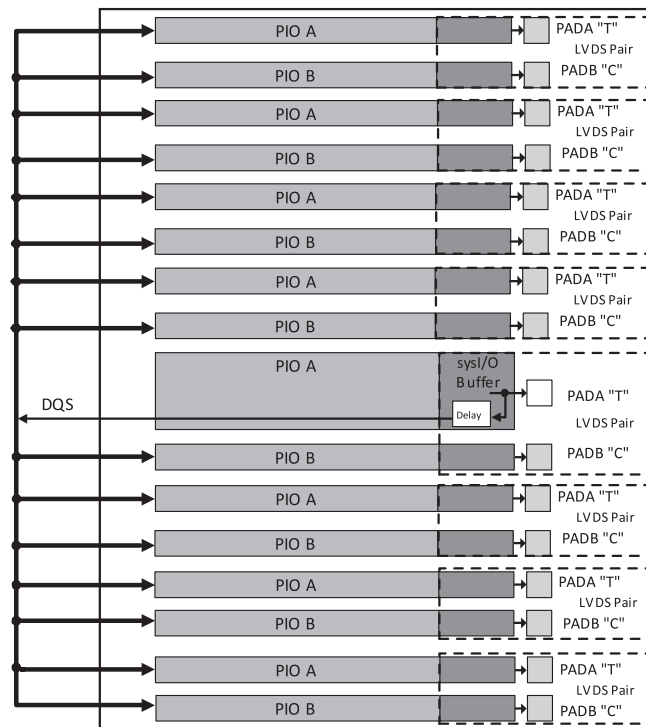 PIO A
PADA "T"
LVDS Pair
PIO B
PADB "C"
PIO A
PADA "T"
LVDS Pair
PIO B
PADB "C"
PIO A
PADA "T"
LVDS Pair
PIO B
PADB "C"
PIO A
PADA "T"
LVDS Pair
PIO B
PADB "C"
PIO A
sysI/O
Buffer
PADA "T"
DQS
Delay
LVDS Pair
PIO B
PADB "C"
PIO A
PADA "T"
LVDS Pair
PIO B
PADB "C"
PIO A
PADA "T"
LVDS Pair
PIO B
PADB "C"
PIO A
PADA "T"
LVDS Pair
PIO B
PADB "C"